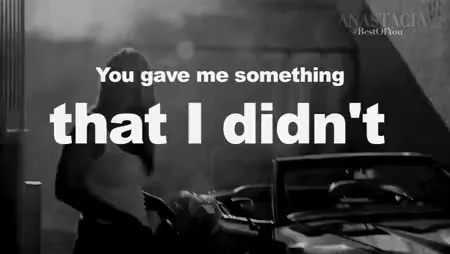 ANASTACIA
#BestOfYou
You gave me something
that I didn't